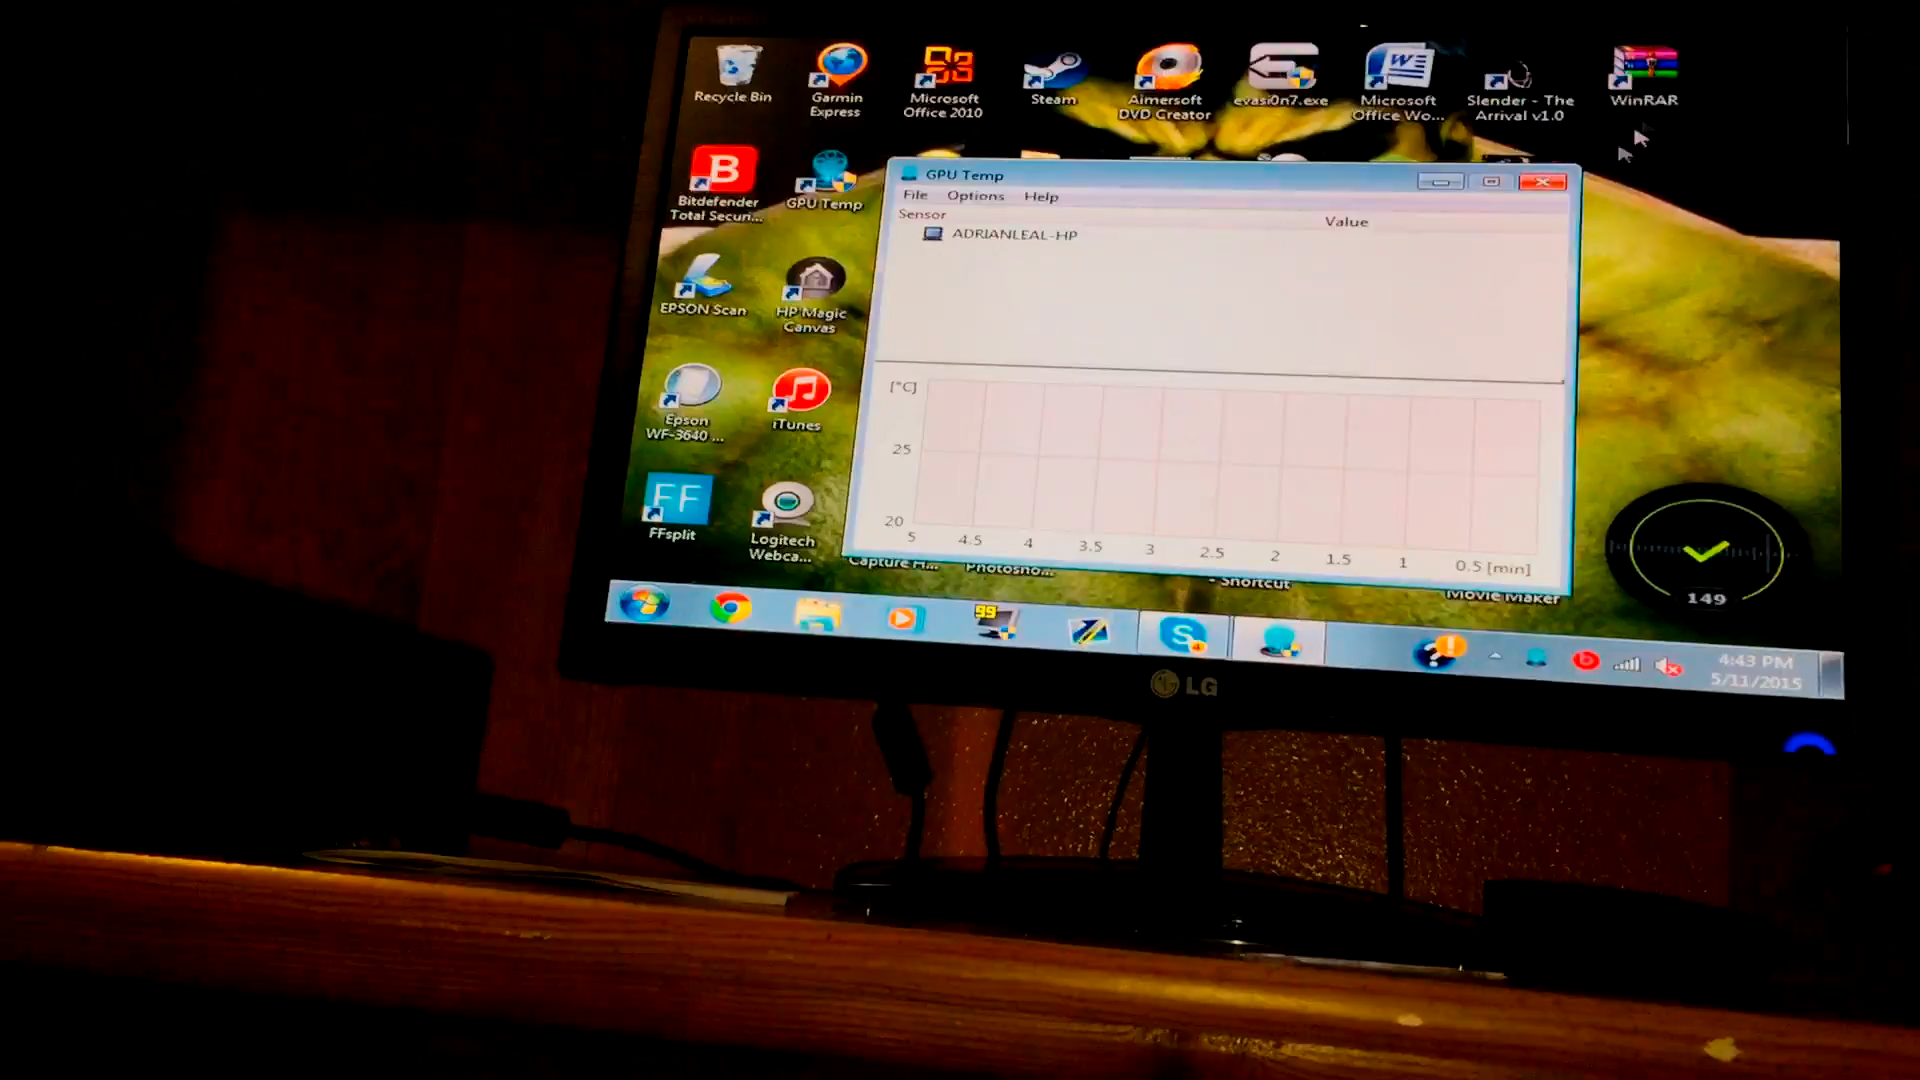 Recycle Bin
Garmin
Express
Microsoft
Office 2010
Steam
Aimersoft
DVD Creator
evasi0n7.exe
Microsoft
Office Wo...
Slender - The
Arrival v1.0
WinRAR
B
Bitdefender
Total Securi...
GPU Temp
EPSON Scan
HP Magic
Canvas
Epson
WF-3640 ...
iTunes
FF
FFsplit
Logitech
Webca...
GPU Temp
File Options Help
Sensor Value
ADRIANLEAL-HP
[°C]
25
20
5 4.5 4 3.5 3 2.5 2 1.5 1 0.5 [min]
Capture H...
Photosho...
- Shortcut
Movie Maker
149
99
4:43 PM
5/11/2015
LG